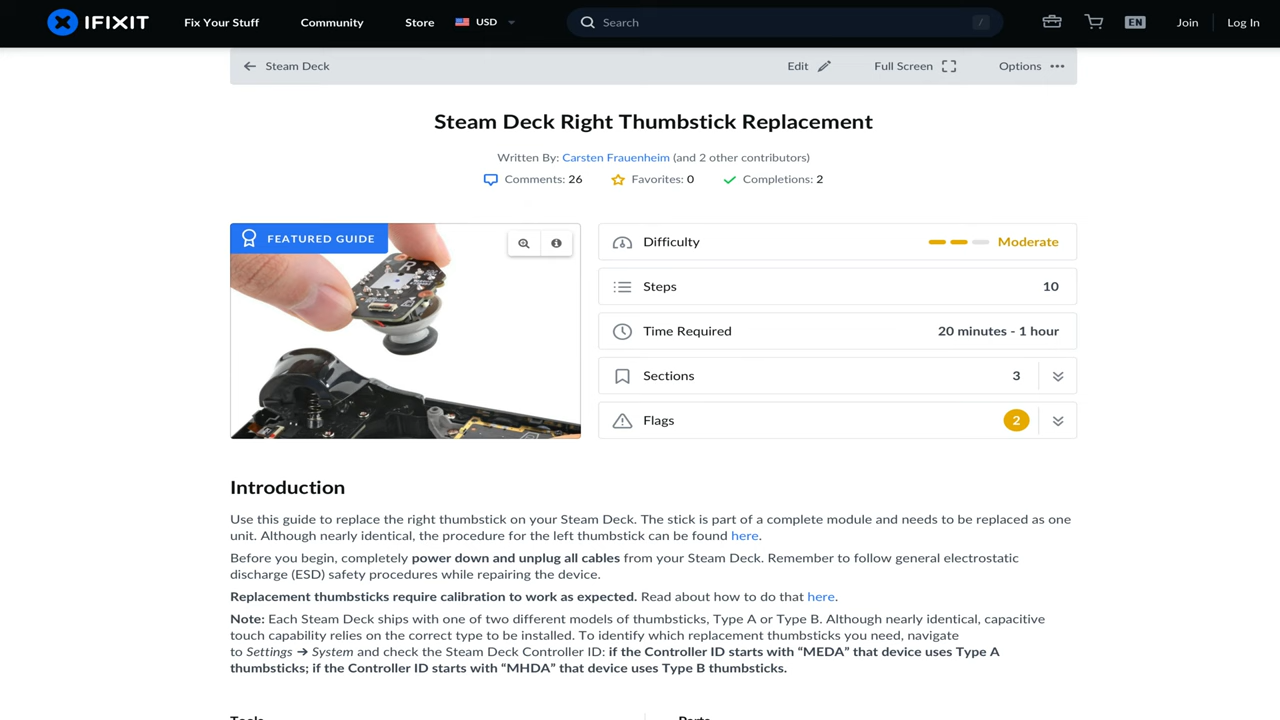 IFIXIT
Fix Your Stuff
Community
Store
USD
Search
/
EN
Join
Log In
Steam Deck
Edit
Full Screen
Options
Steam Deck Right Thumbstick Replacement
Written By: Carsten Frauenheim (and 2 other contributors)
Comments: 26
Favorites: 0
Completions: 2
FEATURED GUIDE
Difficulty
Moderate
Steps
10
Time Required
20 minutes - 1 hour
Sections
3
Flags
2
Introduction
Use this guide to replace the right thumbstick on your Steam Deck. The stick is part of a complete module and needs to be replaced as one
unit. Although nearly identical, the procedure for the left thumbstick can be found here.
Before you begin, completely power down and unplug all cables from your Steam Deck. Remember to follow general electrostatic
discharge (ESD) safety procedures while repairing the device.
Replacement thumbsticks require calibration to work as expected. Read about how to do that here.
Note: Each Steam Deck ships with one of two different models of thumbsticks, Type A or Type B. Although nearly identical, capacitive
touch capability relies on the correct type to be installed. To identify which replacement thumbsticks you need, navigate
to Settings → System and check the Steam Deck Controller ID: if the Controller ID starts with “MEDA” that device uses Type A
thumbsticks; if the Controller ID starts with “MHDA” that device uses Type B thumbsticks.
Tools
Parts